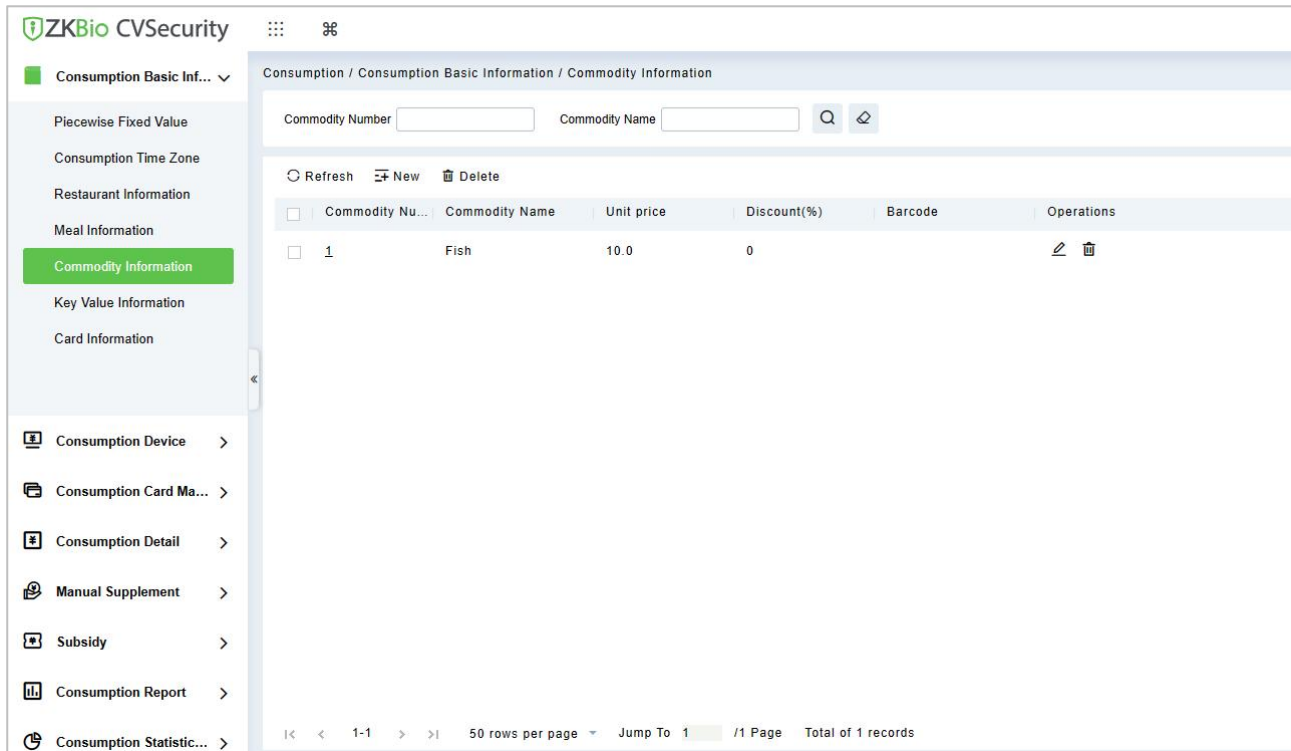 ZKBio CVSecurity
Consumption Basic Inf...
Piecewise Fixed Value
Consumption Time Zone
Restaurant Information
Meal Information
Commodity Information
Key Value Information
Card Information
Consumption Device
Consumption Card Ma...
Consumption Detail
Manual Supplement
Subsidy
Consumption Report
Consumption Statistic...
Consumption / Consumption Basic Information / Commodity Information
Commodity Number Commodity Name
Refresh New Delete
Commodity Nu... Commodity Name Unit price Discount(%) Barcode Operations
1 Fish 10.0 0
1-1 50 rows per page Jump To 1 /1 Page Total of 1 records